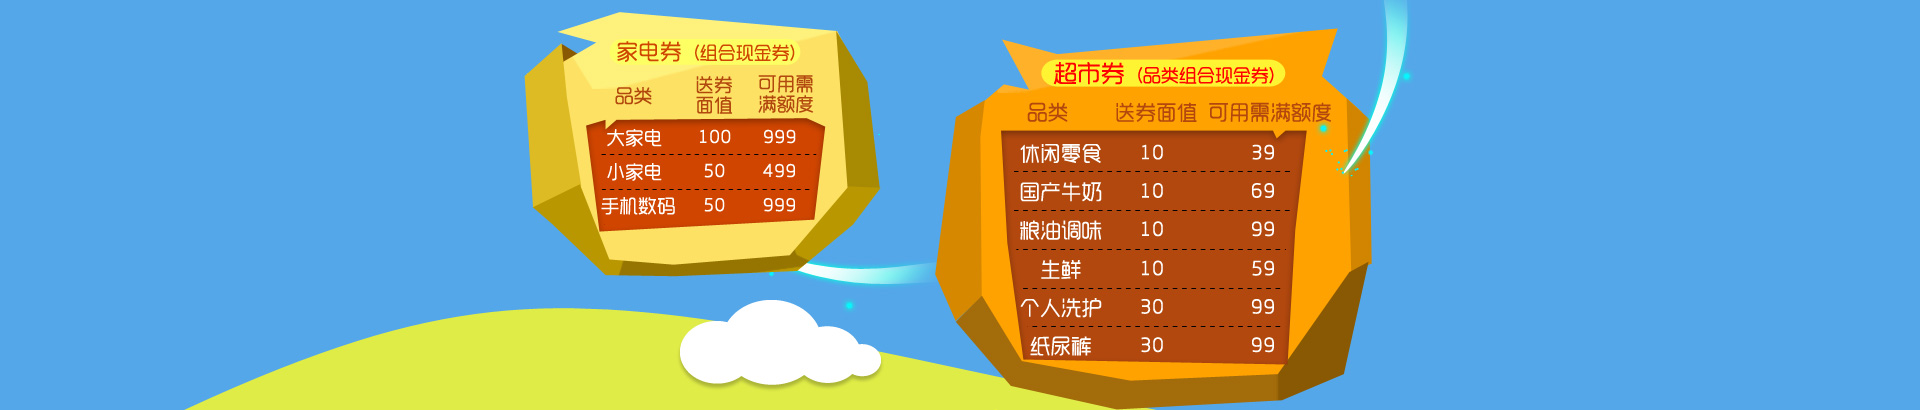 家电券（组合现金券）
品类 送券面值 可用需满额度
大家电 100 999
小家电 50 499
手机数码 50 999
超市券（品类组合现金券）
品类 送券面值 可用需满额度
休闲零食 10 39
国产牛奶 10 69
粮油调味 10 99
生鲜 10 59
个人洗护 30 99
纸尿裤 30 99